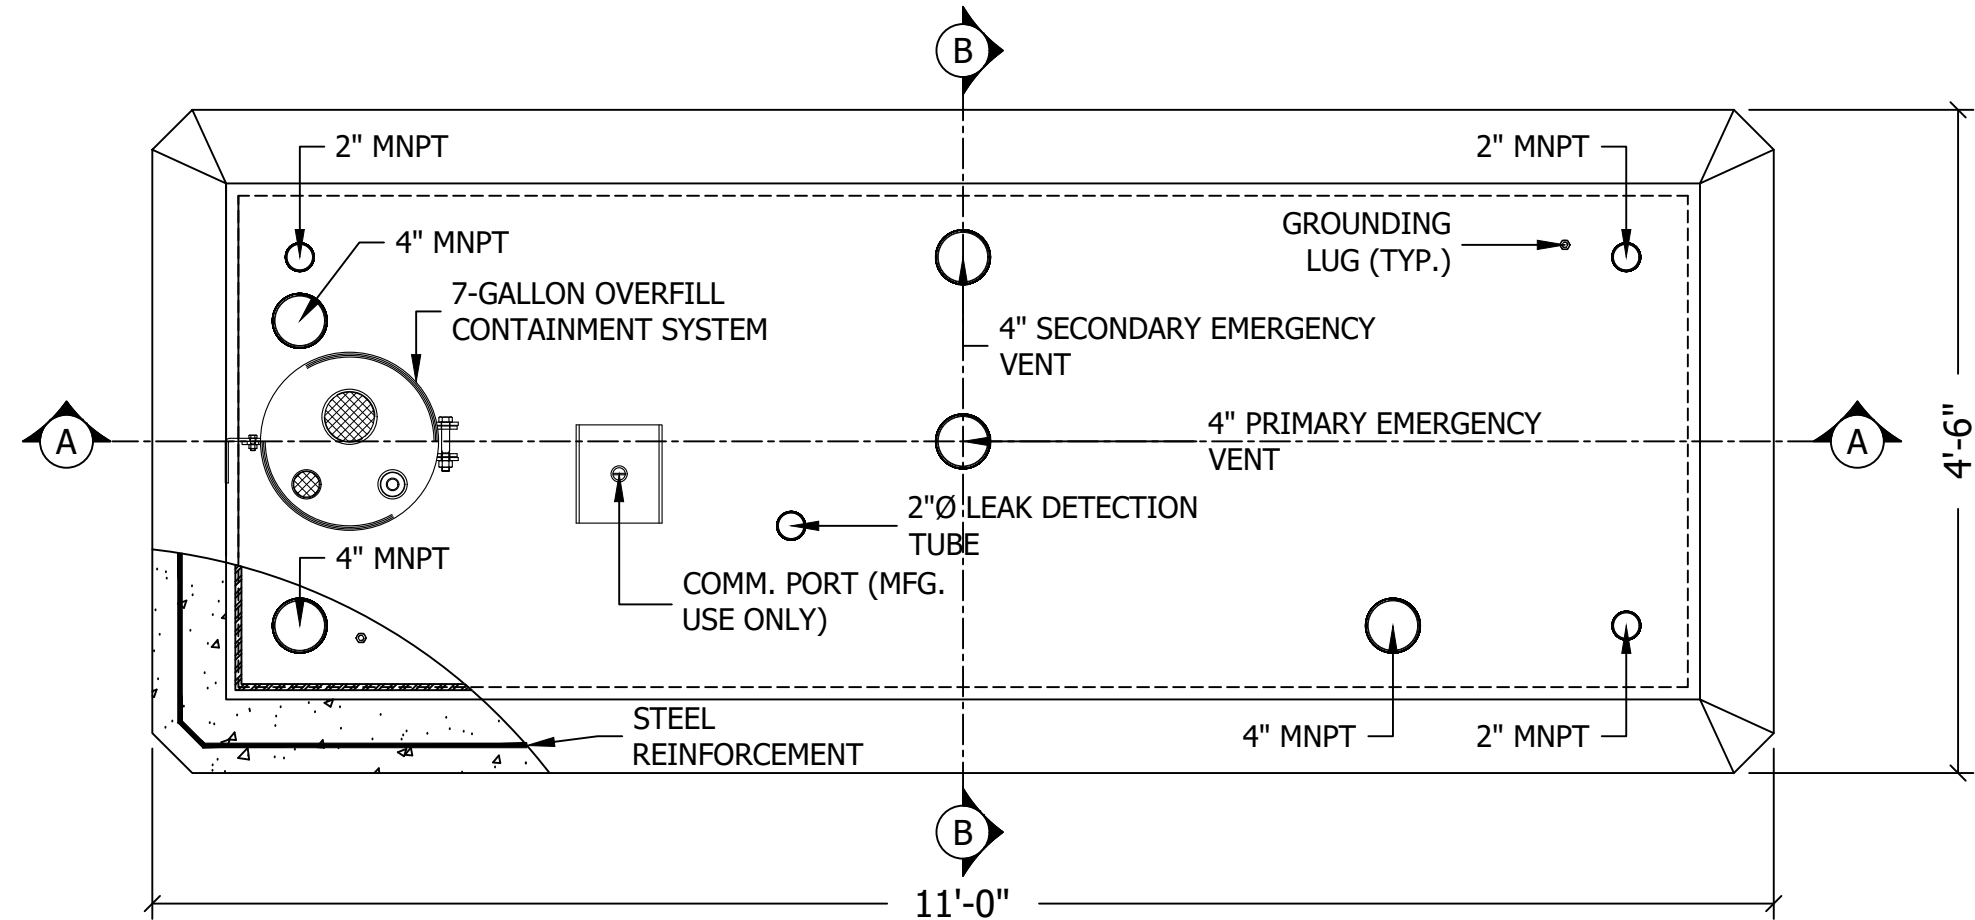 B
2" MNPT
2" MNPT
4" MNPT
GROUNDING
LUG (TYP.)
7-GALLON OVERFILL
CONTAINMENT SYSTEM
4" SECONDARY EMERGENCY
VENT
A
4" PRIMARY EMERGENCY
VENT
A
4'-6"
2"Ø LEAK DETECTION
TUBE
4" MNPT
COMM. PORT (MFG.
USE ONLY)
STEEL
REINFORCEMENT
4" MNPT
2" MNPT
B
11'-0"